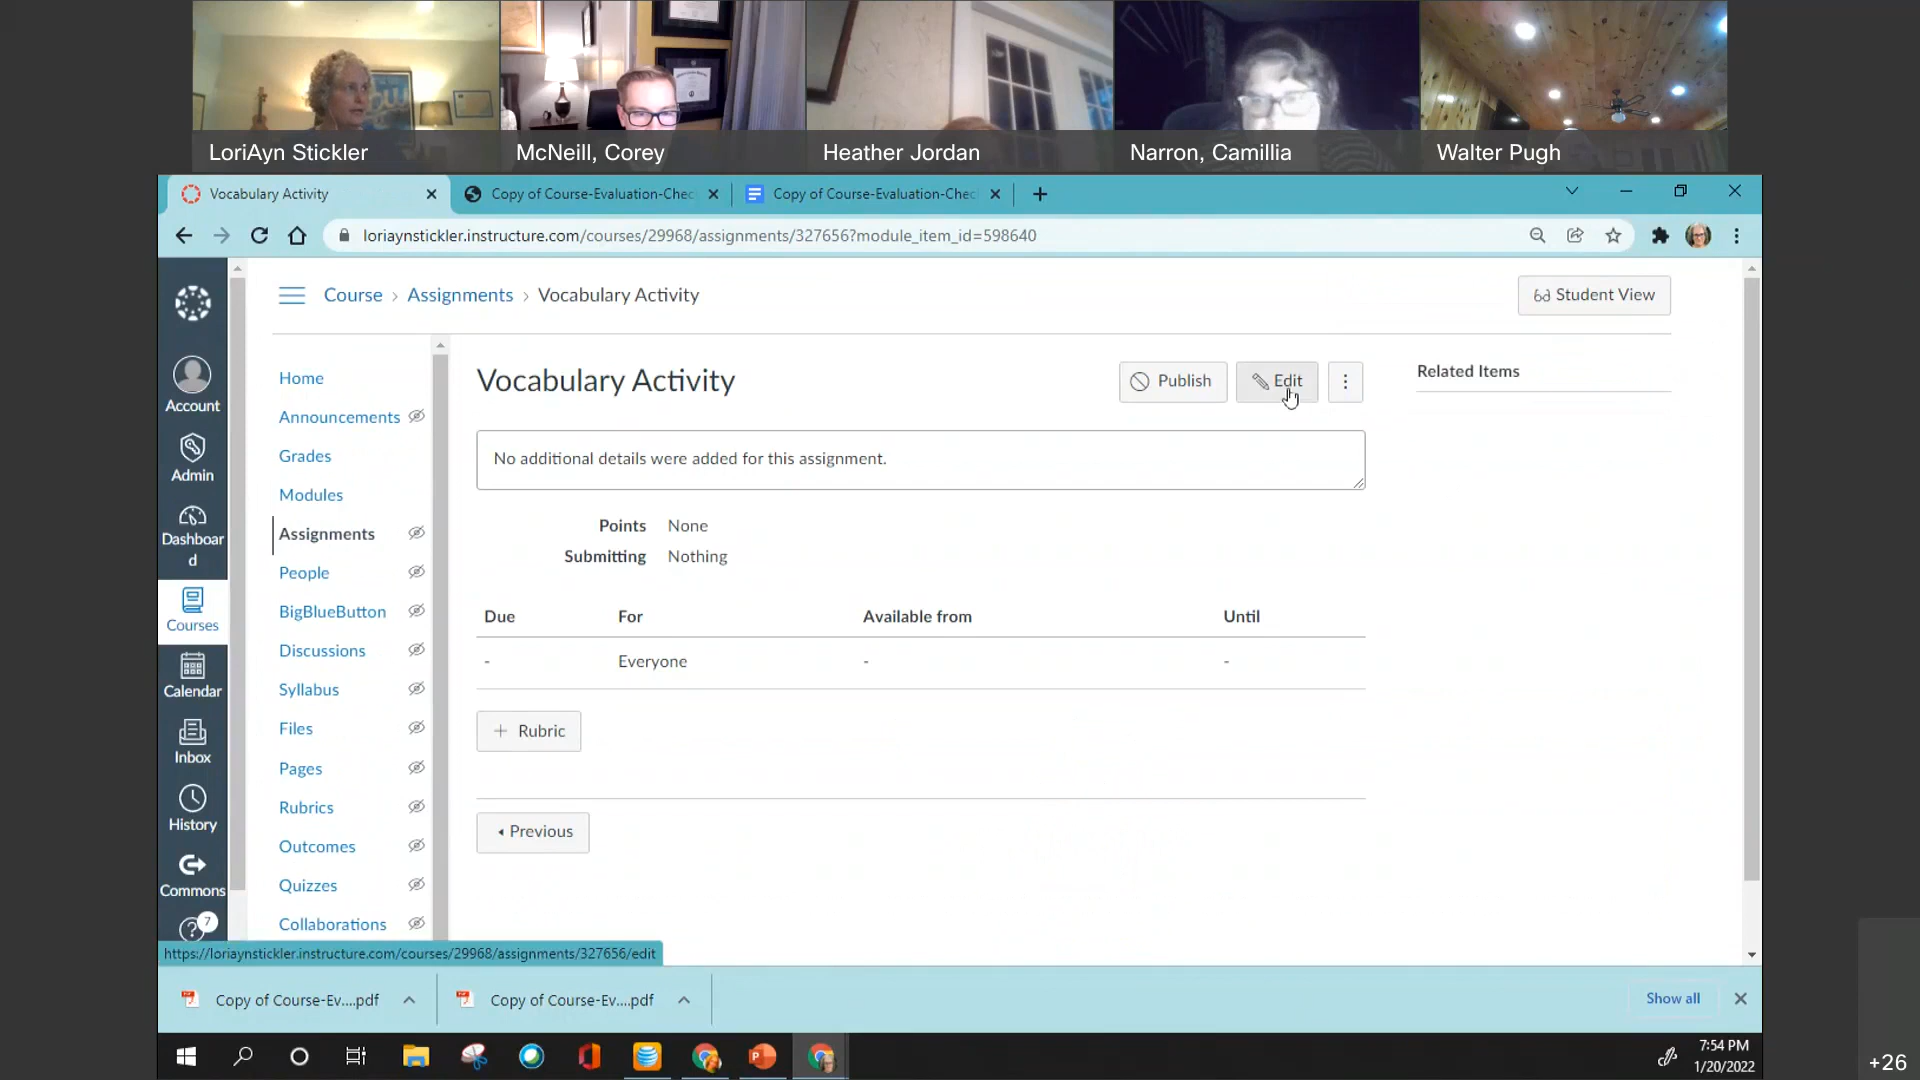 LoriAyn Stickler
McNeill, Corey
Heather Jordan
Narron, Camillia
Walter Pugh
Vocabulary Activity
Copy of Course-Evaluation-Chec
Copy of Course-Evaluation-Chec
loriaynstickler.instructure.com/courses/29968/assignments/327656?module_item_id=598640
Course › Assignments › Vocabulary Activity
Student View
Account
Admin
Dashboar
d
Courses
Calendar
Inbox
History
Commons
7
Home
Announcements
Grades
Modules
Assignments
People
BigBlueButton
Discussions
Syllabus
Files
Pages
Rubrics
Outcomes
Quizzes
Collaborations
Vocabulary Activity
Publish
Edit
Related Items
No additional details were added for this assignment.
Points None
Submitting Nothing
Due For Available from Until
- Everyone - -
+ Rubric
Previous
https://loriaynstickler.instructure.com/courses/29968/assignments/327656/edit
Copy of Course-Ev....pdf
Copy of Course-Ev....pdf
Show all
7:54 PM
1/20/2022
+26